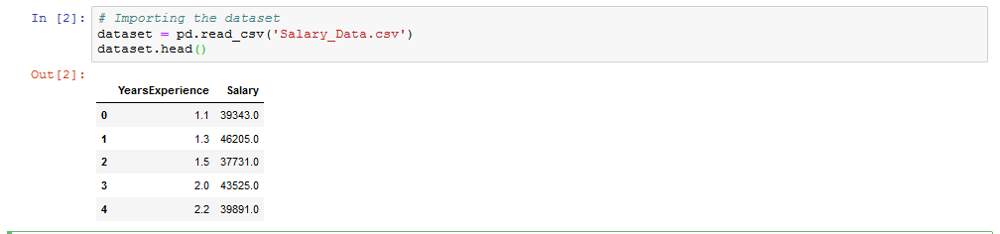 In [2]: # Importing the dataset
dataset = pd.read_csv('Salary_Data.csv')
dataset.head()
Out[2]:
YearsExperience Salary
0 1.1 39343.0
1 1.3 46205.0
2 1.5 37731.0
3 2.0 43525.0
4 2.2 39891.0